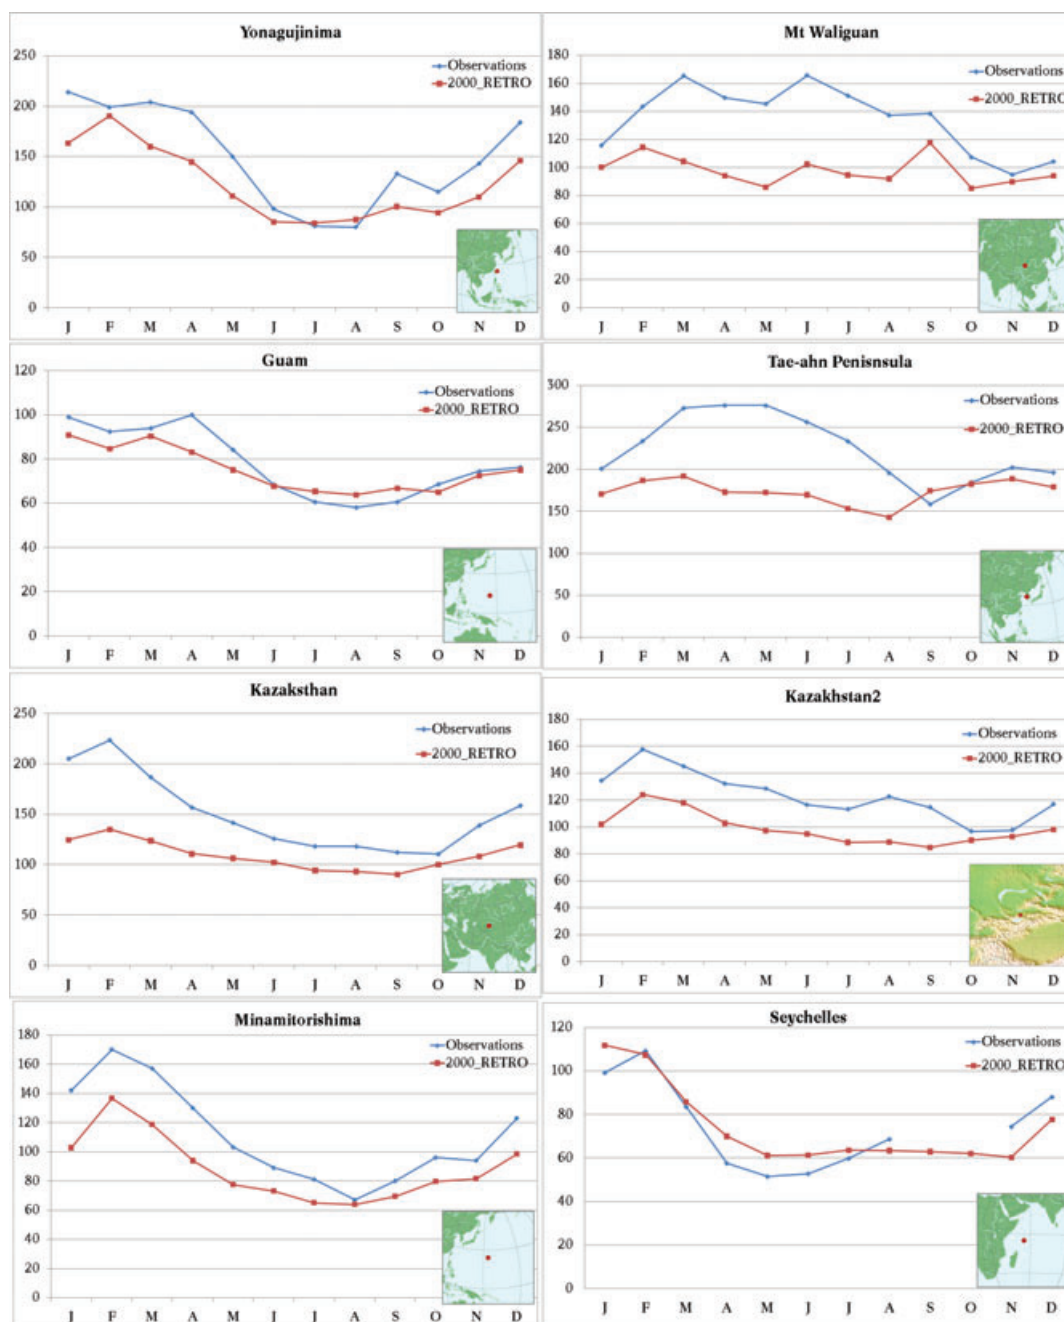 Yonagujinima
250
Observations
2000_RETRO
200
150
100
50
0
J F M A M J J A S O N D
Mt Waliguan
180
Observations
160
2000_RETRO
140
120
100
80
60
40
20
0
J F M A M J J A S O N D
Guam
120
Observations
100
2000_RETRO
80
60
40
20
0
J F M A M J J A S O N D
Tae-ahn Penisnsula
300
Observations
250
2000_RETRO
200
150
100
50
0
J F M A M J J A S O N D
Kazaksthan
250
Observations
200
2000_RETRO
150
100
50
0
J F M A M J J A S O N D
Kazakhstan2
180
Observations
160
2000_RETRO
140
120
100
80
60
40
20
0
J F M A M J J A S O N D
Minamitorishima
180
Observations
160
2000_RETRO
140
120
100
80
60
40
20
0
J F M A M J J A S O N D
Seychelles
120
Observations
2000_RETRO
100
80
60
40
20
0
J F M A M J J A S O N D